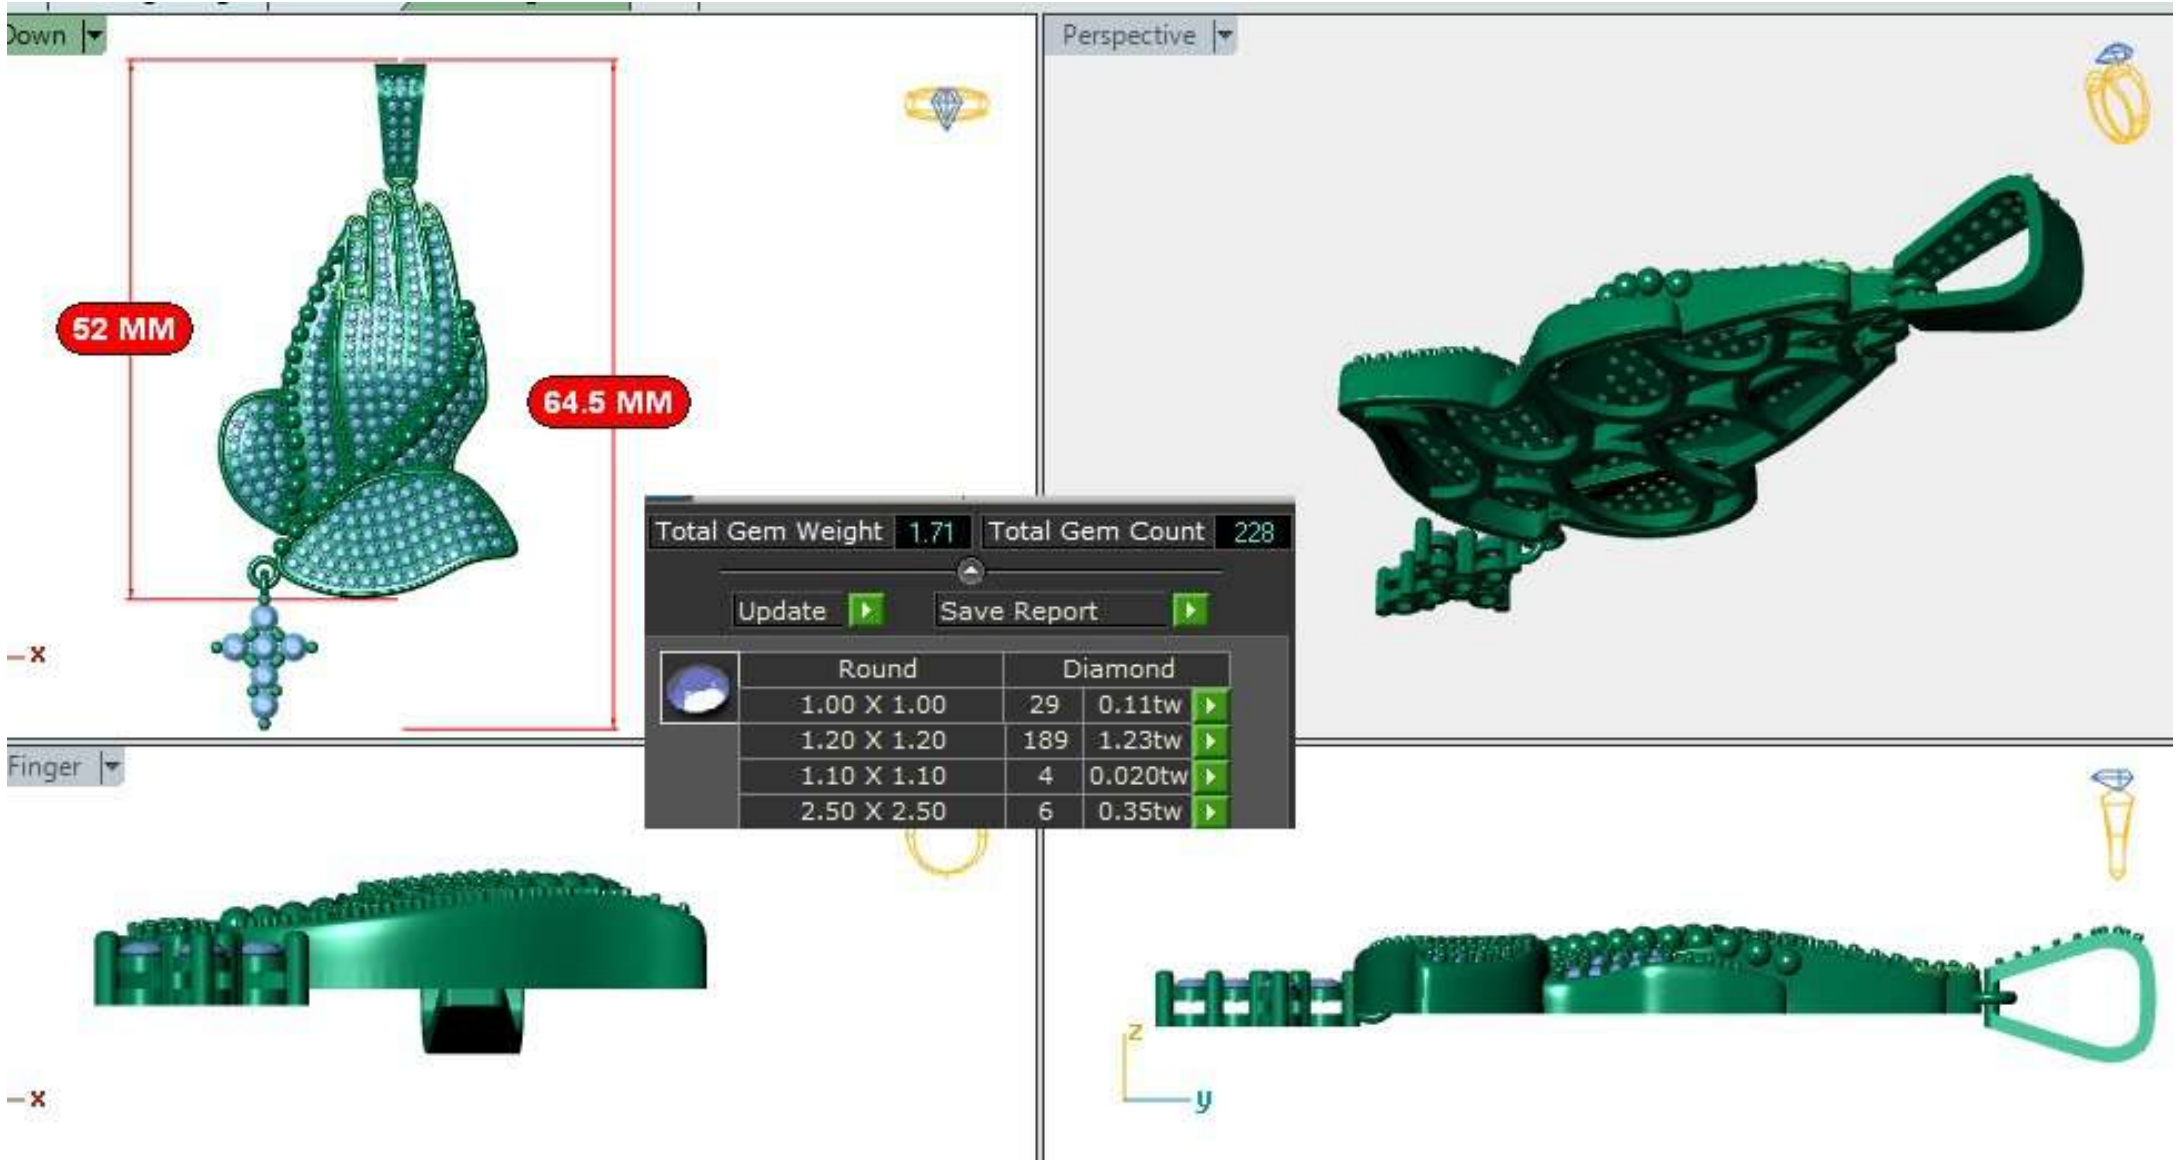 Down
Perspective
52 MM
64.5 MM
Total Gem Weight 1.71 Total Gem Count 228
Update Save Report
Round Diamond
1.00 X 1.00 29 0.11tw
1.20 X 1.20 189 1.23tw
1.10 X 1.10 4 0.020tw
2.50 X 2.50 6 0.35tw
x
Finger
z
y
x